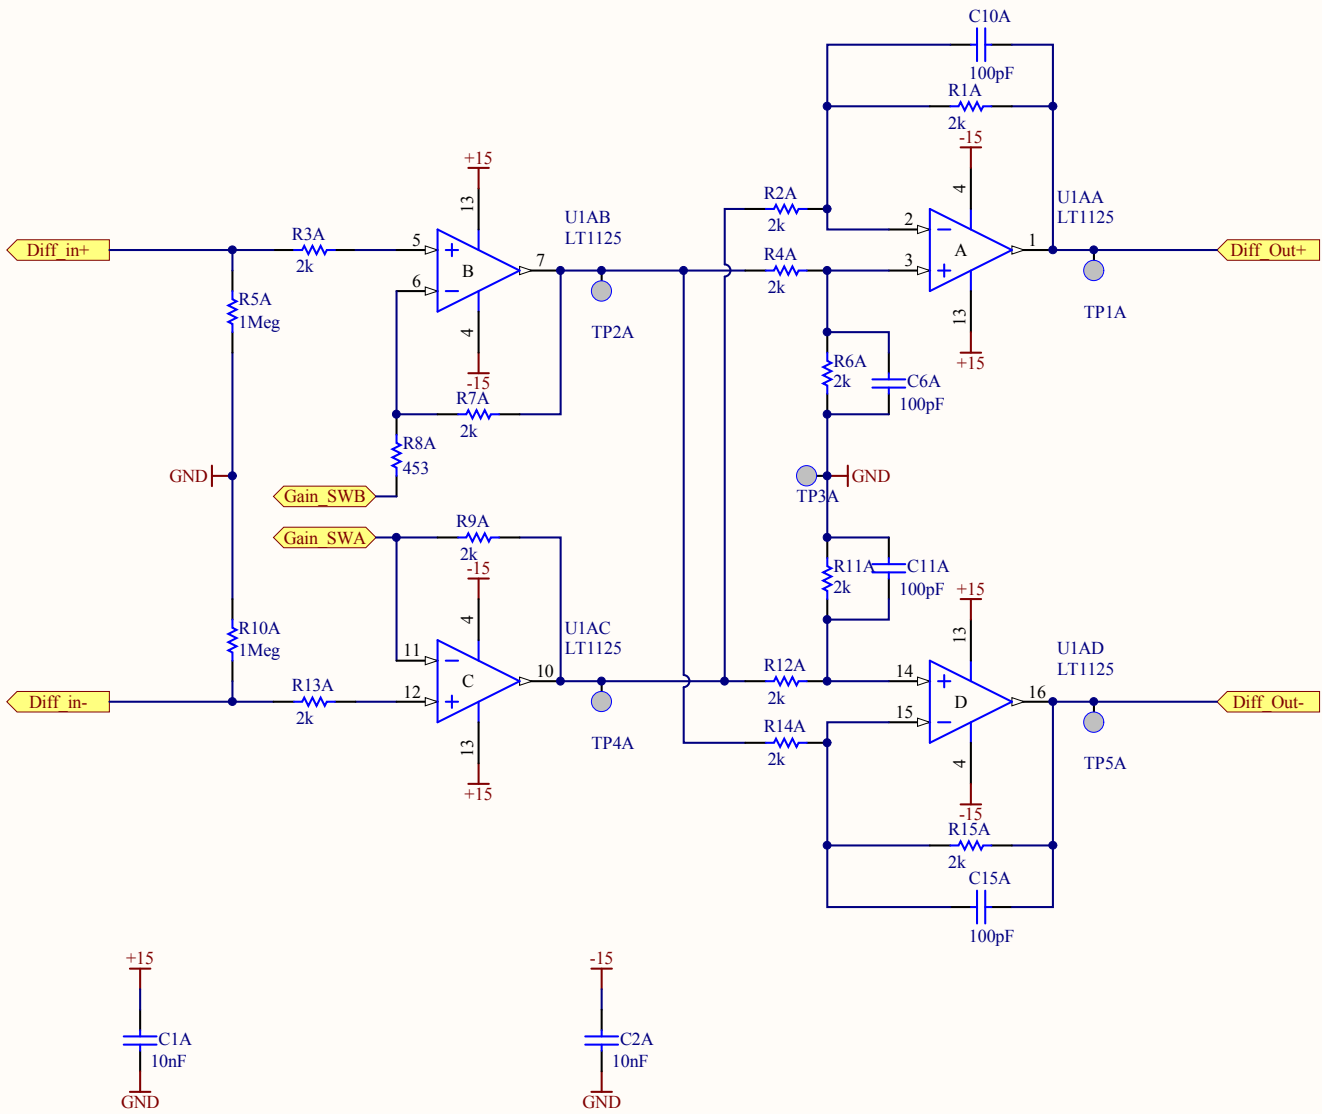 C10A
100pF
R1A
2k
-15
4
+15
13
U1AB
LT1125
R2A
2k
U1AA
LT1125
2
A
1
Diff_in+
R3A
2k
5
6
B
7
R4A
2k
3
13
+15
Diff_Out+
TP1A
R5A
1Meg
4
-15
TP2A
R7A
2k
R6A
2k
C6A
100pF
R8A
453
GND
Gain_SWB
TP3A
GND
Gain_SWA
R9A
2k
-15
4
R11A
2k
C11A
100pF
+15
13
R10A
1Meg
U1AC
LT1125
11
C
10
12
R12A
2k
14
U1AD
LT1125
15
D
16
Diff_in-
R13A
2k
13
+15
TP4A
R14A
2k
4
-15
Diff_Out-
TP5A
R15A
2k
C15A
100pF
+15
C1A
10nF
GND
-15
C2A
10nF
GND